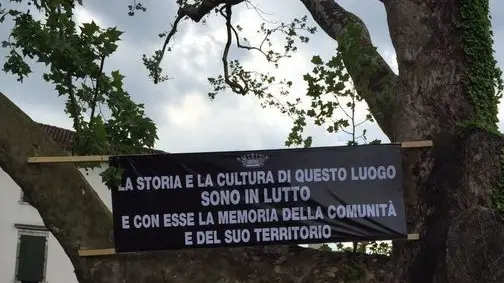 LA STORIA E LA CULTURA DI QUESTO LUOGO
SONO IN LUTTO
E CON ESSE LA MEMORIA DELLA COMUNITÀ
E DEL SUO TERRITORIO